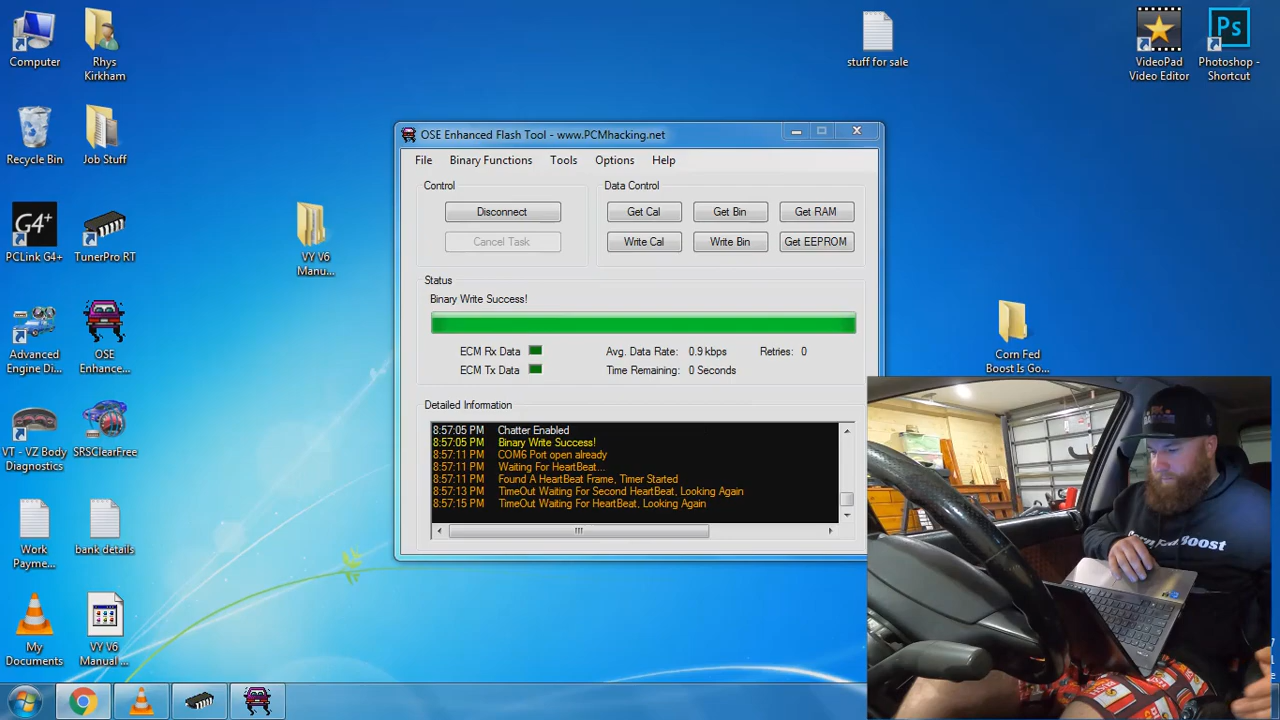 Computer
Rhys
Kirkham
stuff for sale
VideoPad
Video Editor
Ps
Photoshop -
Shortcut
Recycle Bin
Job Stuff
G4+
PCLink G4+
TunerPro RT
VY V6
Manu...
Advanced
Engine Di...
OSE
Enhance...
Corn Fed
Boost Is Go...
VT - VZ Body
Diagnostics
SRSClearFree
Work
Payme...
bank details
My
Documents
VY V6
Manual ...
OSE Enhanced Flash Tool - www.PCMhacking.net
File Binary Functions Tools Options Help
Control
Disconnect
Cancel Task
Data Control
Get Cal Get Bin Get RAM
Write Cal Write Bin Get EEPROM
Status
Binary Write Success!
ECM Rx Data Avg. Data Rate: 0.9 kbps Retries: 0
ECM Tx Data Time Remaining: 0 Seconds
Detailed Information
8:57:05 PM Chatter Enabled
8:57:05 PM Binary Write Success!
8:57:11 PM COM6 Port open already
8:57:11 PM Waiting For HeartBeat...
8:57:11 PM Found A HeartBeat Frame, Timer Started
8:57:13 PM TimeOut Waiting For Second HeartBeat, Looking Again
8:57:15 PM TimeOut Waiting For HeartBeat, Looking Again
Corn Fed Boost